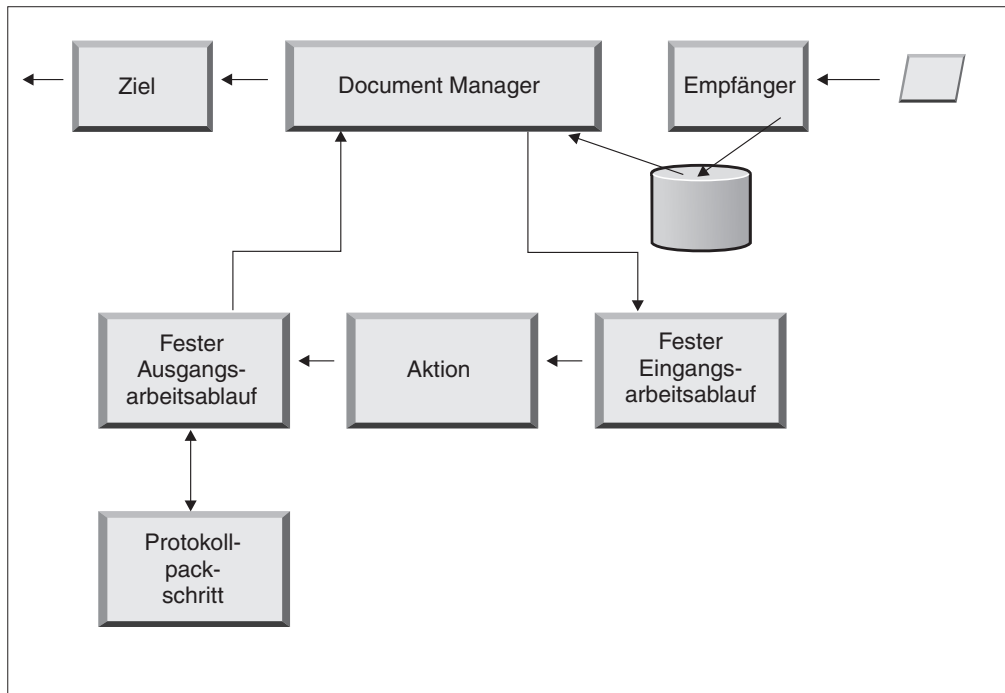 Ziel
Document Manager
Empfänger
Fester
Ausgangs-
arbeitsablauf
Aktion
Fester
Eingangs-
arbeitsablauf
Protokoll-
pack-
schritt